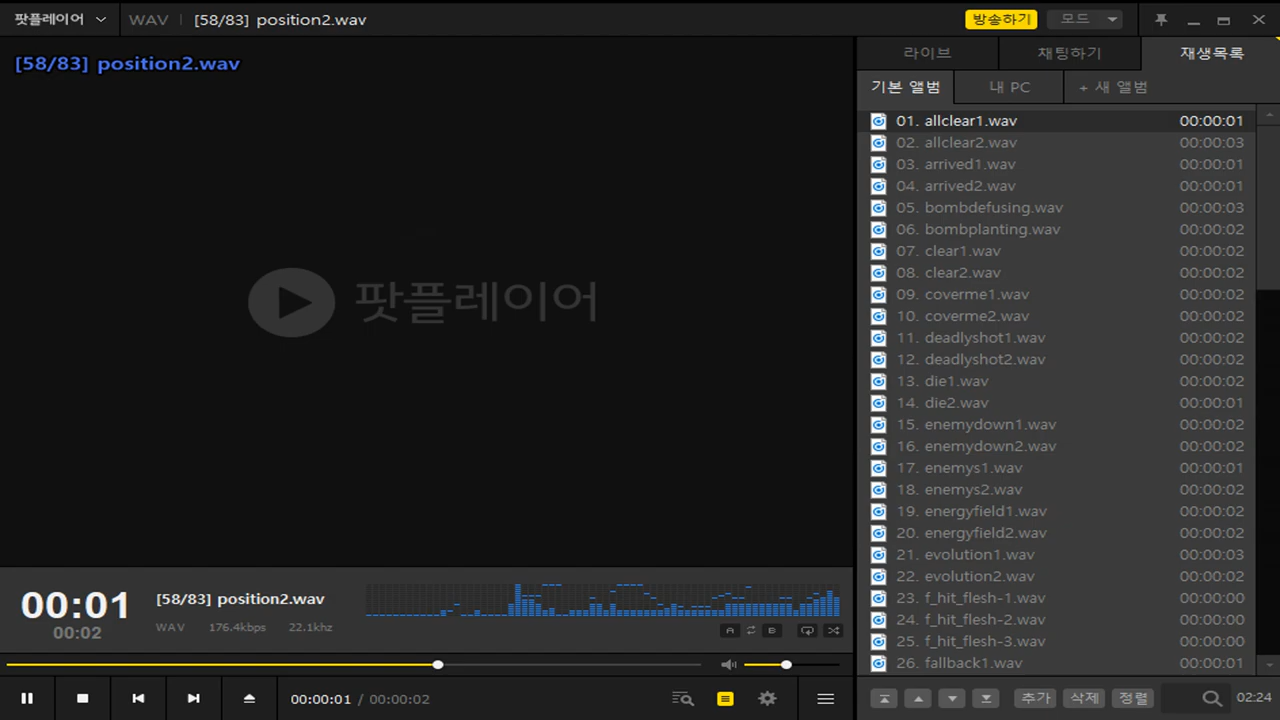 팟플레이어 WAV [58/83] position2.wav 방송하기 모드
[58/83] position2.wav
팟플레이어
라이브 채팅하기 재생목록
기본 앨범 내 PC + 새 앨범
01. allclear1.wav 00:00:01
02. allclear2.wav 00:00:03
03. arrived1.wav 00:00:01
04. arrived2.wav 00:00:01
05. bombdefusing.wav 00:00:03
06. bombplanting.wav 00:00:02
07. clear1.wav 00:00:02
08. clear2.wav 00:00:02
09. coverme1.wav 00:00:02
10. coverme2.wav 00:00:02
11. deadlyshot1.wav 00:00:02
12. deadlyshot2.wav 00:00:02
13. die1.wav 00:00:02
14. die2.wav 00:00:01
15. enemydown1.wav 00:00:02
16. enemydown2.wav 00:00:02
17. enemys1.wav 00:00:01
18. enemys2.wav 00:00:02
19. energyfield1.wav 00:00:02
20. energyfield2.wav 00:00:02
21. evolution1.wav 00:00:03
22. evolution2.wav 00:00:02
23. f_hit_flesh-1.wav 00:00:00
24. f_hit_flesh-2.wav 00:00:00
25. f_hit_flesh-3.wav 00:00:00
26. fallback1.wav 00:00:01
추가 삭제 정렬 02:24
00:01
00:02
[58/83] position2.wav
WAV 176.4kbps 22.1khz
A B
00:00:01 / 00:00:02